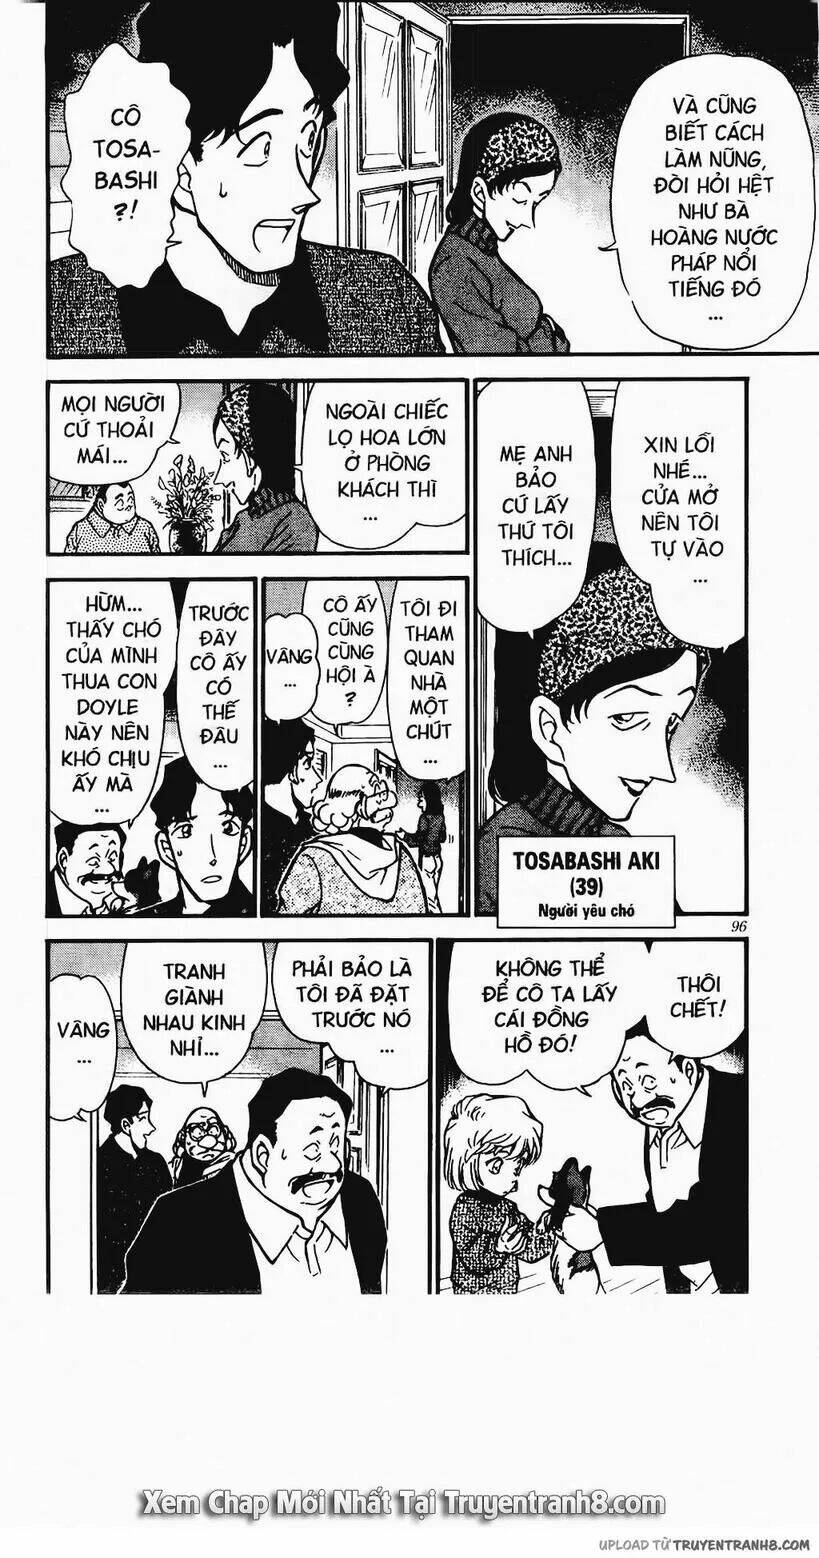 VÀ CŨNG
BIẾT CÁCH
LÀM NŨNG,
ĐÒI HỎI HỆT
NHƯ BÀ
HOÀNG NƯỚC
PHÁP NỔI
TIẾNG ĐÓ
...
CÔ
TOSA-
BASHI
?!
XIN LỖI
NHÉ...
CỬA MỞ
NÊN TÔI
TỰ VÀO
...
MẸ ANH
BẢO
CỨ LẤY
THỨ TÔI
THÍCH...
TOSABASHI AKI
(39)
Người yêu chó
NGOÀI CHIẾC
LỌ HOA LỚN
Ở PHÒNG
KHÁCH THÌ
...
MỌI NGƯỜI
CỨ THOẢI
MÁI...
TÔI ĐI
THAM
QUAN
NHÀ
MỘT
CHÚT
...
CÔ ẤY
CŨNG
CÙNG
HỘI À
?
VÂNG
...
TRƯỚC
ĐÂY
CÔ ẤY
CÓ
THẾ
ĐÂU
...
HỪM...
THẤY CHÓ
CỦA MÌNH
THUA CON
DOYLE
NÀY NÊN
KHÓ CHỊU
ẤY MÀ
...
96
THÔI
CHẾT!
KHÔNG THỂ
ĐỂ CÔ TA LẤY
CÁI ĐỒNG
HỒ ĐÓ!
PHẢI BẢO LÀ
TÔI ĐÃ ĐẶT
TRƯỚC NÓ
...
TRANH
GIÀNH
NHAU KINH
NHỈ...
VÂNG
...
Xem Chap Mới Nhất Tại Truyentranh8.com
UPLOAD TỪ TRUYENTRANH8.COM